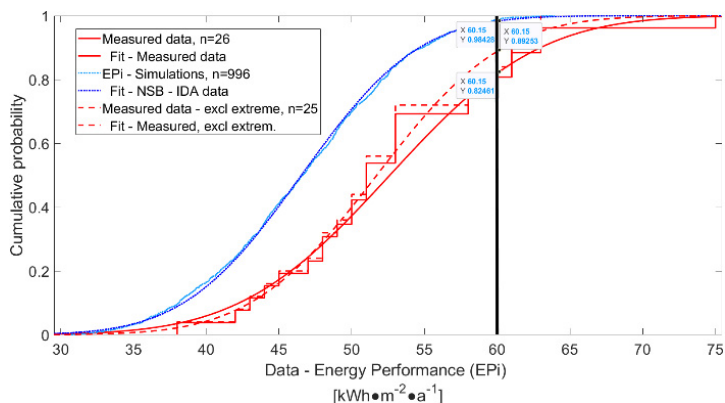 Measured data, n=26
Fit - Measured data
EPi - Simulations, n=996
Fit - NSB - IDA data
Measured data - excl extreme, n=25
Fit - Measured, excl extrem.
X 60.15
Y 0.98425
X 60.15
Y 0.89253
X 60.15
Y 0.82461
Cumulative probability
1
0.8
0.6
0.4
0.2
0
30 35 40 45 50 55 60 65 70 75
Data - Energy Performance (EPi)
[kWh●m⁻²●a⁻¹]